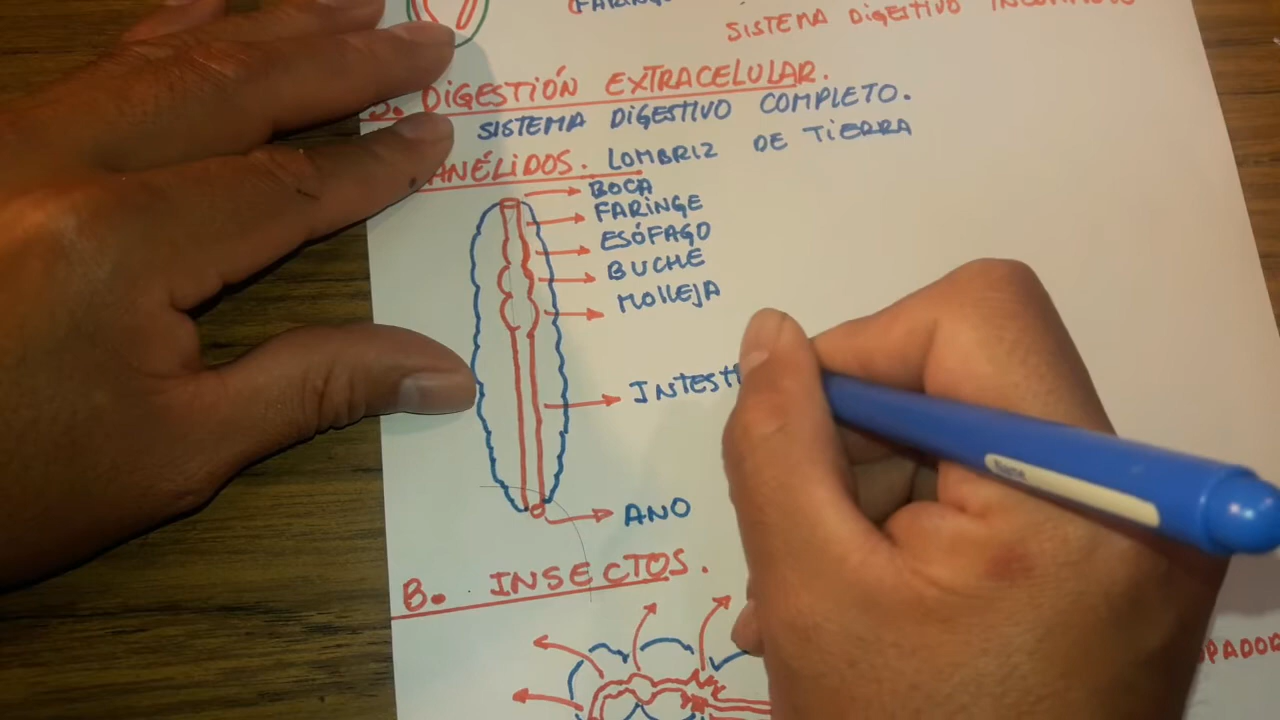 SISTEMA DIGESTIVO
DIGESTIÓN EXTRACELULAR.
SISTEMA DIGESTIVO COMPLETO.
ANÉLIDOS. LOMBRIZ DE TIERRA
BOCA
FARINGE
ESÓFAGO
BUCHE
MOLLEJA
INTEST
ANO
B. INSECTOS.